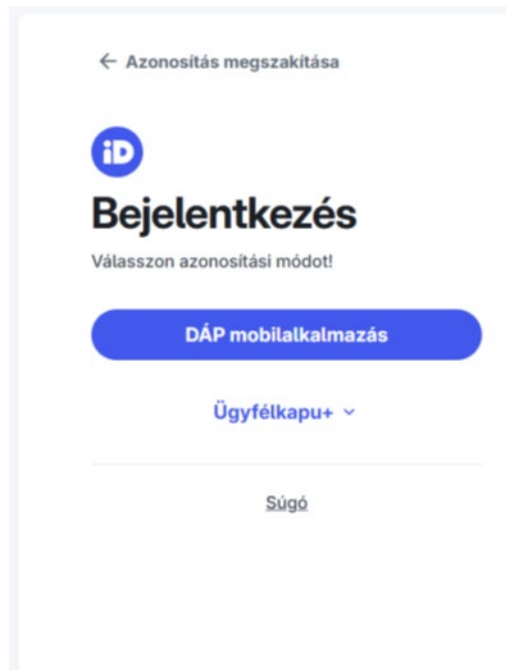 ← Azonosítás megszakítása
iD
Bejelentkezés
Válasszon azonosítási módot!
DÁP mobilalkalmazás
Ügyfélkapu+
Súgó